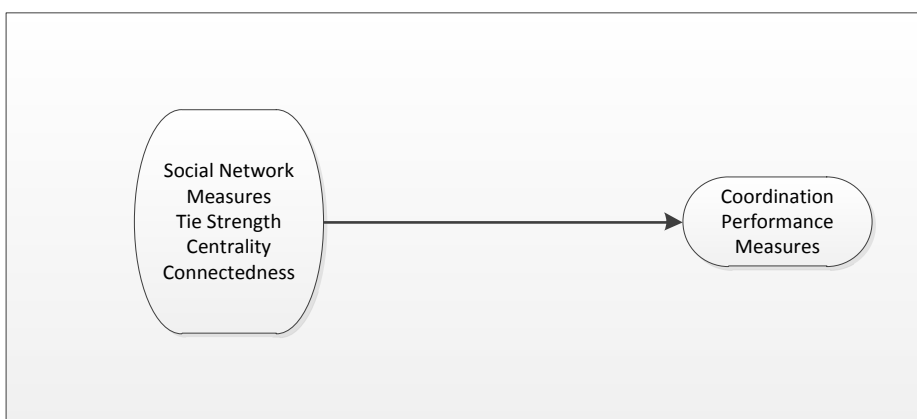 Social Network
Measures
Tie Strength
Centrality
Connectedness
Coordination
Performance
Measures